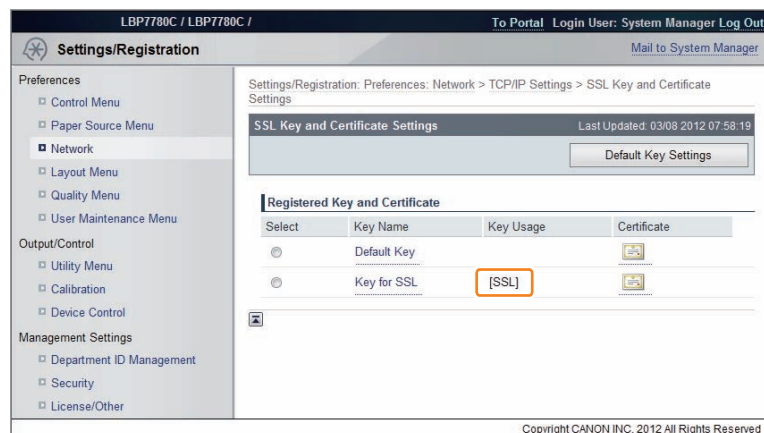 LBP7780C / LBP7780C /
To Portal Login User: System Manager Log Out
Settings/Registration
Mail to System Manager
Preferences
Control Menu
Paper Source Menu
Network
Layout Menu
Quality Menu
User Maintenance Menu
Output/Control
Utility Menu
Calibration
Device Control
Management Settings
Department ID Management
Security
License/Other
Settings/Registration: Preferences: Network > TCP/IP Settings > SSL Key and Certificate
Settings
SSL Key and Certificate Settings
Last Updated: 03/08 2012 07:58:19
Default Key Settings
Registered Key and Certificate
Select Key Name Key Usage Certificate
Default Key
Key for SSL [SSL]
Copyright CANON INC. 2012 All Rights Reserved